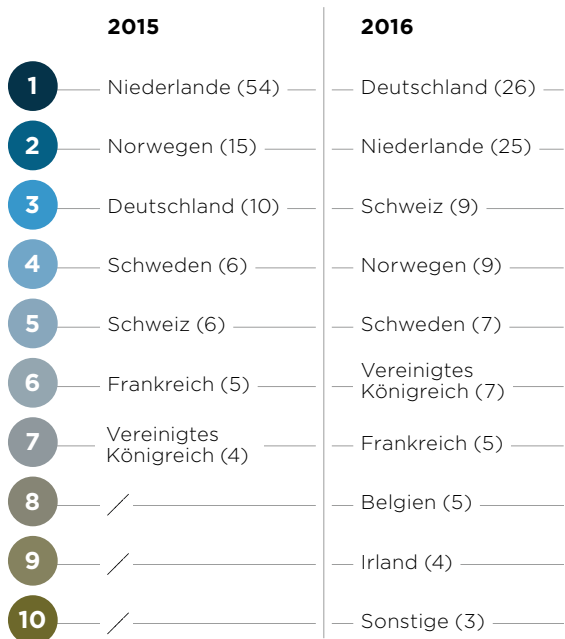 2015 2016
1 Niederlande (54) Deutschland (26)
2 Norwegen (15) Niederlande (25)
3 Deutschland (10) Schweiz (9)
4 Schweden (6) Norwegen (9)
5 Schweiz (6) Schweden (7)
6 Frankreich (5) Vereinigtes
Königreich (7)
7 Vereinigtes
Königreich (4) Frankreich (5)
8 / Belgien (5)
9 / Irland (4)
10 / Sonstige (3)